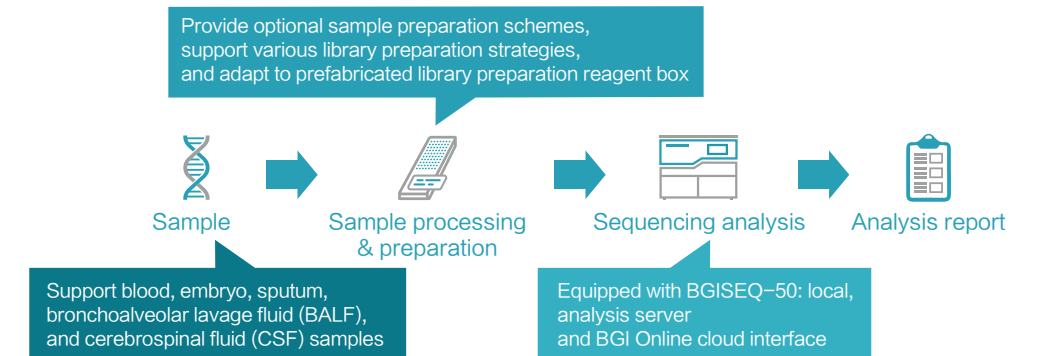 Provide optional sample preparation schemes,
support various library preparation strategies,
and adapt to prefabricated library preparation reagent box
Sample
Sample processing
& preparation
Sequencing analysis
Analysis report
Support blood, embryo, sputum,
bronchoalveolar lavage fluid (BALF),
and cerebrospinal fluid (CSF) samples
Equipped with BGISEQ-50: local,
analysis server
and BGI Online cloud interface